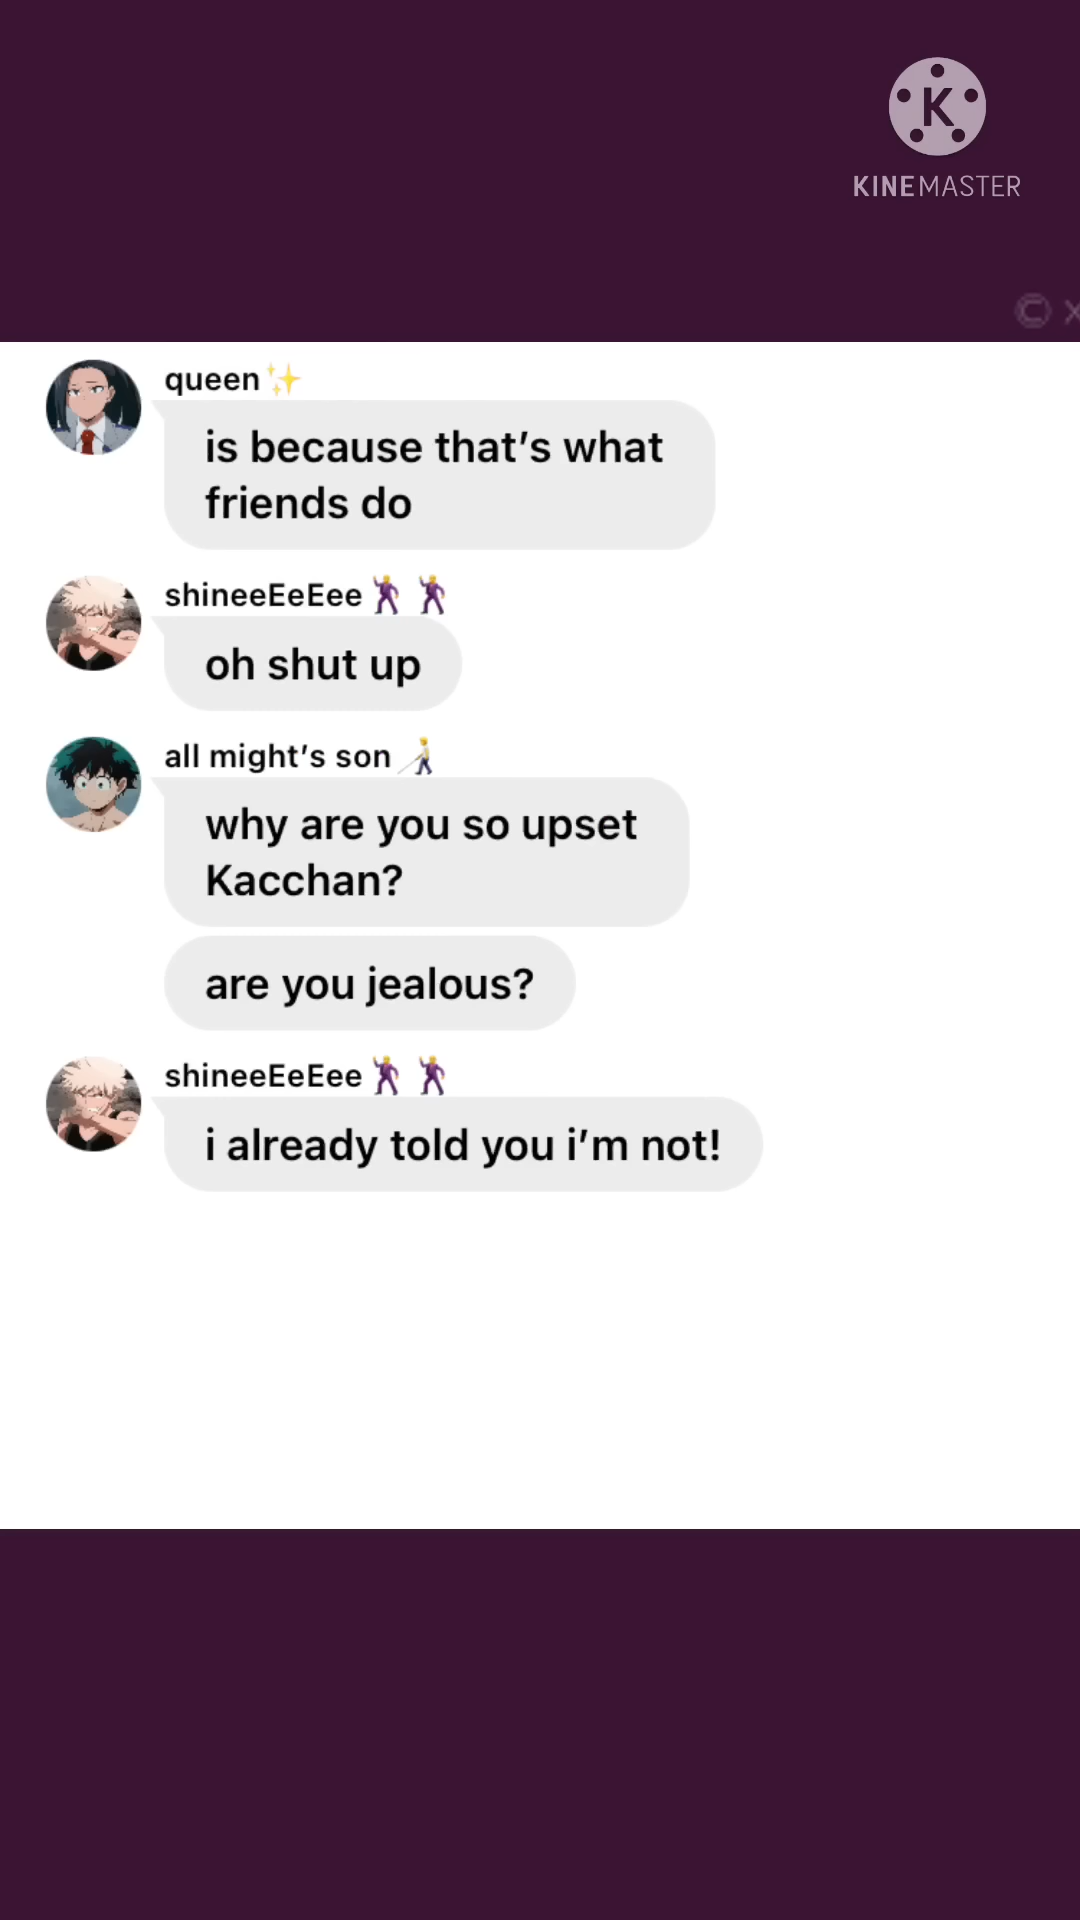 K
KINEMASTER
© x
queen✨
is because that's what
friends do
shineeEeEee🕺🕺
oh shut up
all might's son👨‍🦯
why are you so upset
Kacchan?
are you jealous?
shineeEeEee🕺🕺
i already told you i'm not!